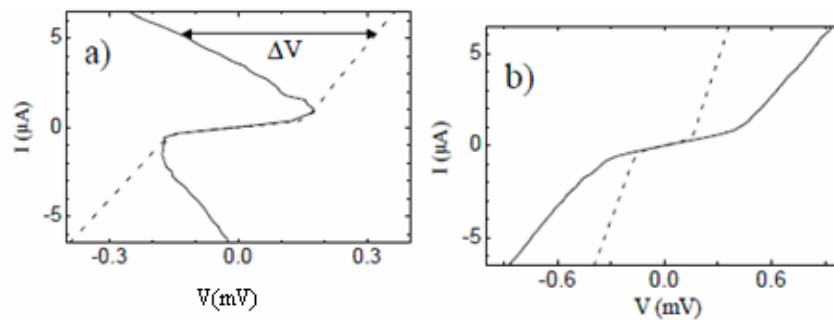 a)
ΔV
I (μA)
5
0
-5
-0.3 0.0 0.3
V(mV)
b)
I (μA)
5
0
-5
-0.6 0.0 0.6
V (mV)